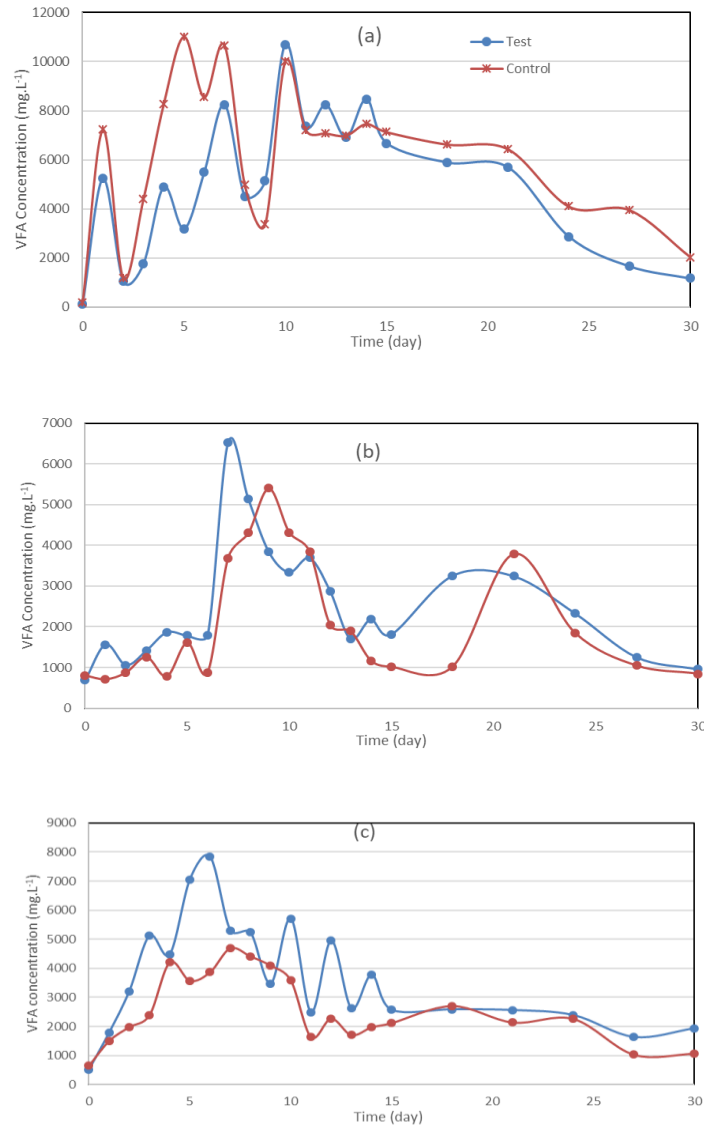 (a)
Test
Control
VFA Concentration (mg.L-1)
12000
10000
8000
6000
4000
2000
0
0 5 10 15 20 25 30
Time (day)
(b)
VFA Concentration (mg.L-1)
7000
6000
5000
4000
3000
2000
1000
0
0 5 10 15 20 25 30
Time (day)
(c)
VFA concentration (mg.L-1)
9000
8000
7000
6000
5000
4000
3000
2000
1000
0
0 5 10 15 20 25 30
Time (day)